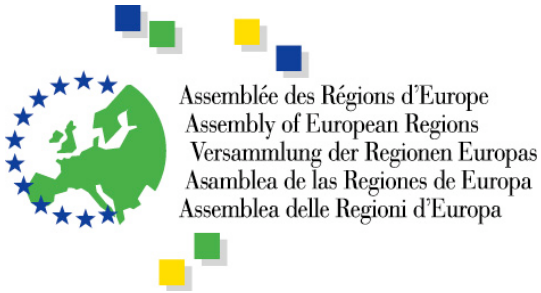 Assemblée des Régions d'Europe
Assembly of European Regions
Versammlung der Regionen Europas
Asamblea de las Regiones de Europa
Assemblea delle Regioni d'Europa